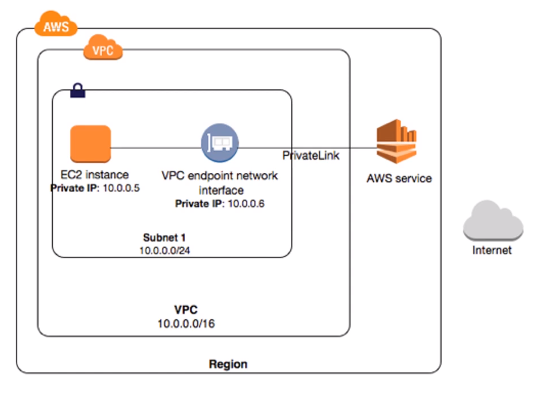 AWS
VPC
EC2 instance
Private IP: 10.0.0.5
VPC endpoint network
interface
Private IP: 10.0.0.6
PrivateLink
AWS service
Subnet 1
10.0.0.0/24
Internet
VPC
10.0.0.0/16
Region